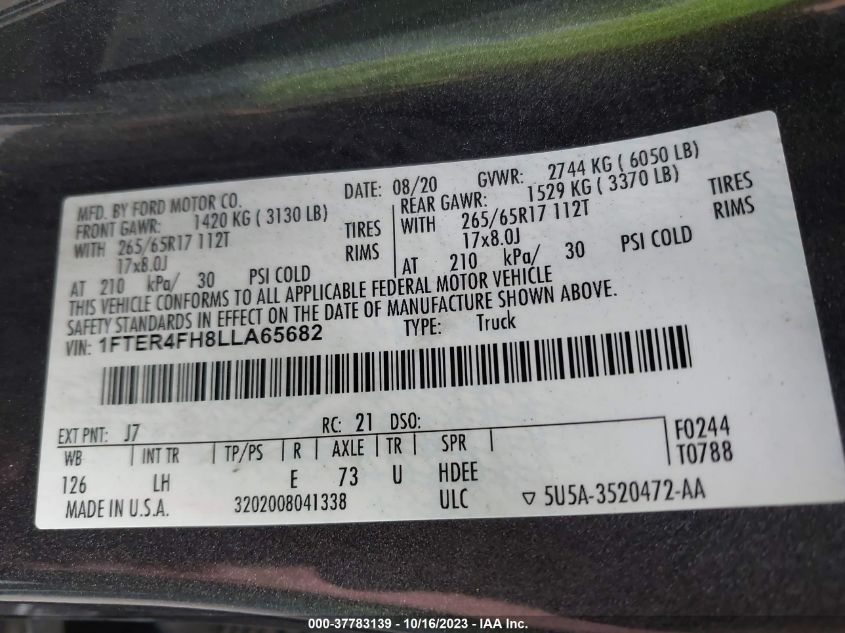 MFD. BY FORD MOTOR CO. DATE: 08/20 GVWR: 2744 KG ( 6050 LB)
FRONT GAWR: 1420 KG ( 3130 LB) REAR GAWR: 1529 KG ( 3370 LB)
WITH 265/65R17 112T TIRES WITH 265/65R17 112T TIRES
17x8.0J RIMS 17x8.0J RIMS
AT 210 kPa/ 30 PSI COLD AT 210 kPa/ 30 PSI COLD
THIS VEHICLE CONFORMS TO ALL APPLICABLE FEDERAL MOTOR VEHICLE
SAFETY STANDARDS IN EFFECT ON THE DATE OF MANUFACTURE SHOWN ABOVE.
VIN: 1FTER4FH8LLA65682 TYPE: Truck
EXT PNT: J7 RC: 21 DSO:
WB INT TR TP/PS R AXLE TR SPR F0244
126 LH E 73 U HDEE T0788
MADE IN U.S.A. 3202008041338 ULC ▽ 5U5A-3520472-AA
000-37783139 - 10/16/2023 - IAA Inc.